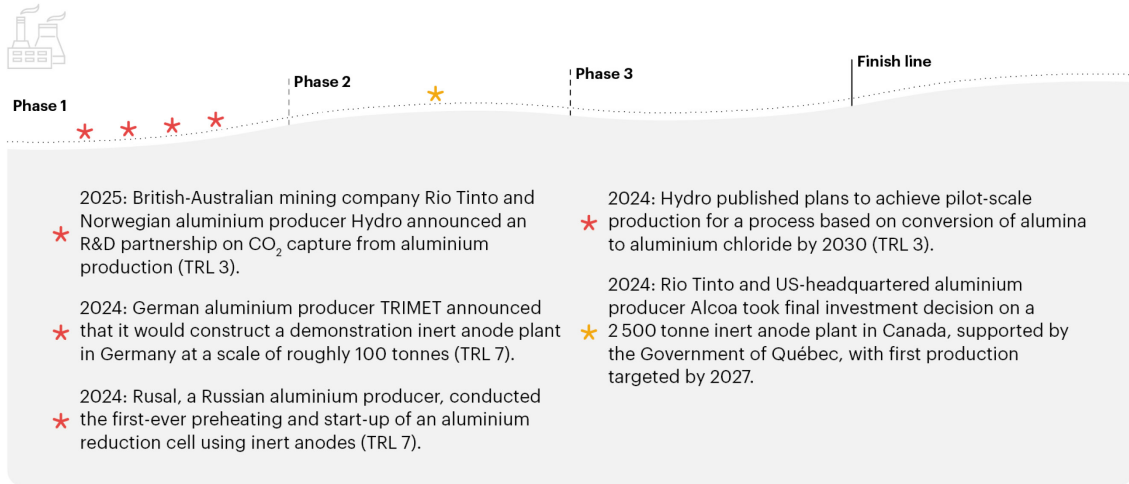 Phase 1
Phase 2
Phase 3
Finish line
2025: British-Australian mining company Rio Tinto and
Norwegian aluminium producer Hydro announced an
R&D partnership on CO₂ capture from aluminium
production (TRL 3).
2024: German aluminium producer TRIMET announced
that it would construct a demonstration inert anode plant
in Germany at a scale of roughly 100 tonnes (TRL 7).
2024: Rusal, a Russian aluminium producer, conducted
the first-ever preheating and start-up of an aluminium
reduction cell using inert anodes (TRL 7).
2024: Hydro published plans to achieve pilot-scale
production for a process based on conversion of alumina
to aluminium chloride by 2030 (TRL 3).
2024: Rio Tinto and US-headquartered aluminium
producer Alcoa took final investment decision on a
2 500 tonne inert anode plant in Canada, supported by
the Government of Québec, with first production
targeted by 2027.